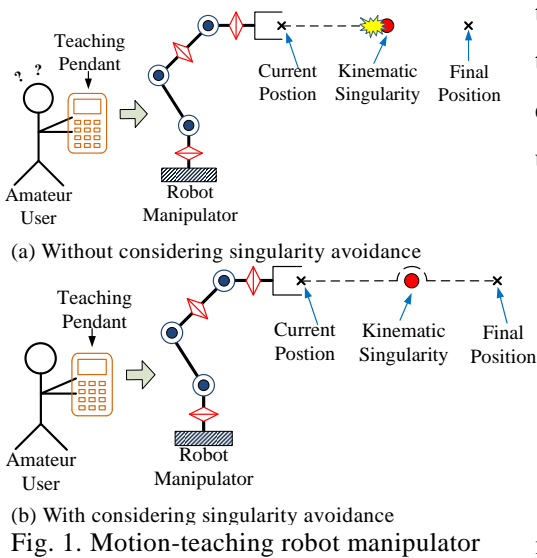 Teaching
Pendant
? ?
Current
Postion
Kinematic
Singularity
Final
Position
Amateur
User
Robot
Manipulator
(a) Without considering singularity avoidance
Teaching
Pendant
Current
Postion
Kinematic
Singularity
Final
Position
Amateur
User
Robot
Manipulator
(b) With considering singularity avoidance
Fig. 1. Motion-teaching robot manipulator